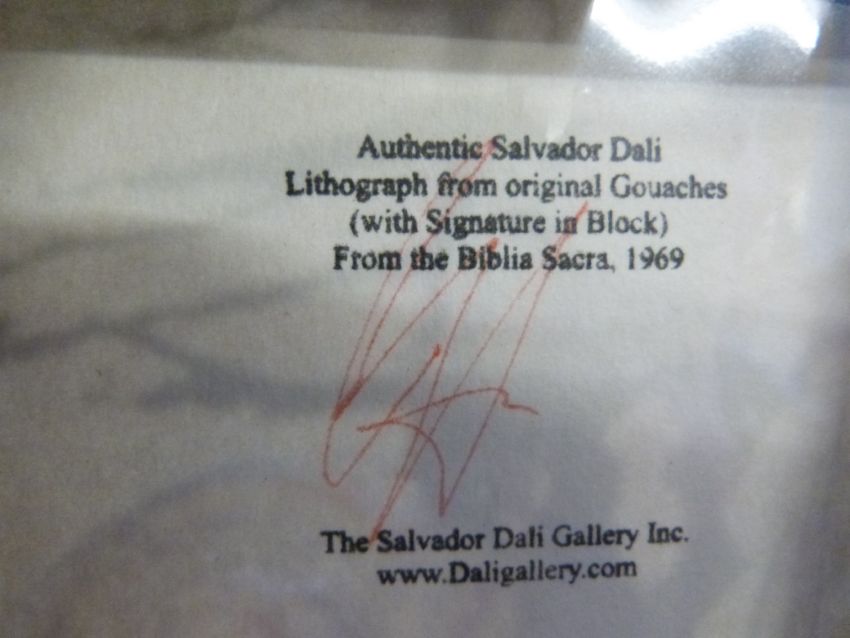 Authentic Salvador Dali
Lithograph from original Gouaches
(with Signature in Block)
From the Biblia Sacra, 1969
The Salvador Dali Gallery Inc.
www.Daligallery.com